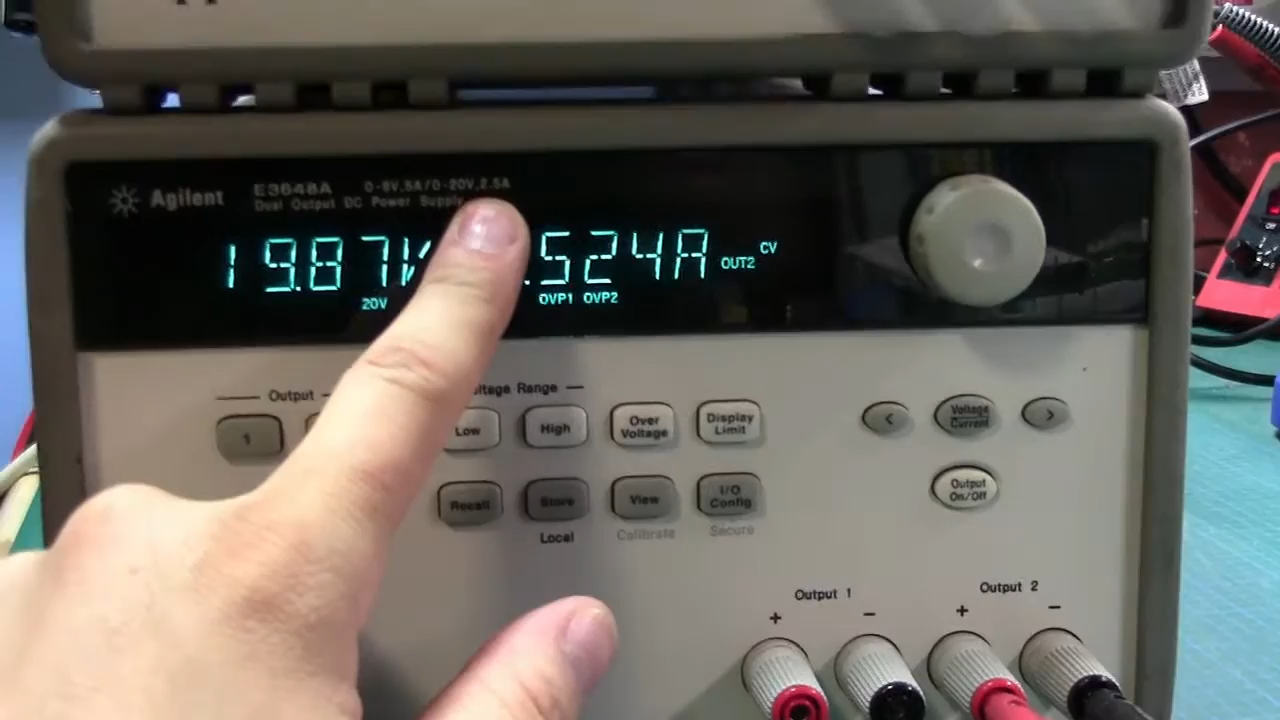 Agilent E3648A 0-8V,5A/0-20V,2.5A
Dual Output DC Power Supply
19.87 .524A OUT2 CV
20V OVP1 OVP2
Output
Range
1 Low High Over Voltage Display Limit
< Voltage Current >
Recall Store View I/O Config
Output On/Off
Local Calibrate Secure
Output 1 Output 2
+ - + -